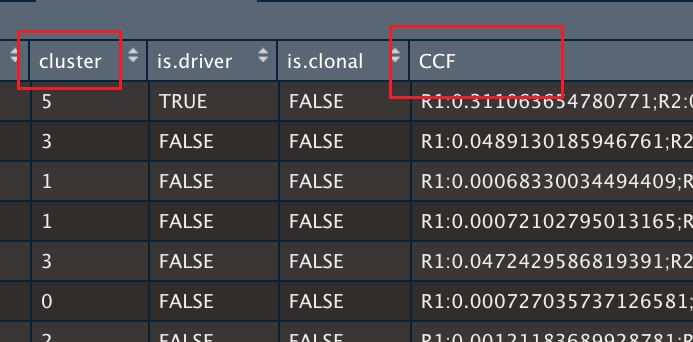 cluster is.driver is.clonal CCF
5 TRUE FALSE R1:0.311063654780771;R2:0
3 FALSE FALSE R1:0.0489130185946761;R2
1 FALSE FALSE R1:0.00068330034494409;R
1 FALSE FALSE R1:0.00072102795013165;R
3 FALSE FALSE R1:0.0472429586819391;R2
0 FALSE FALSE R1:0.000727035737126581;
2 FALSE FALSE R1:0.00121183689928781;R